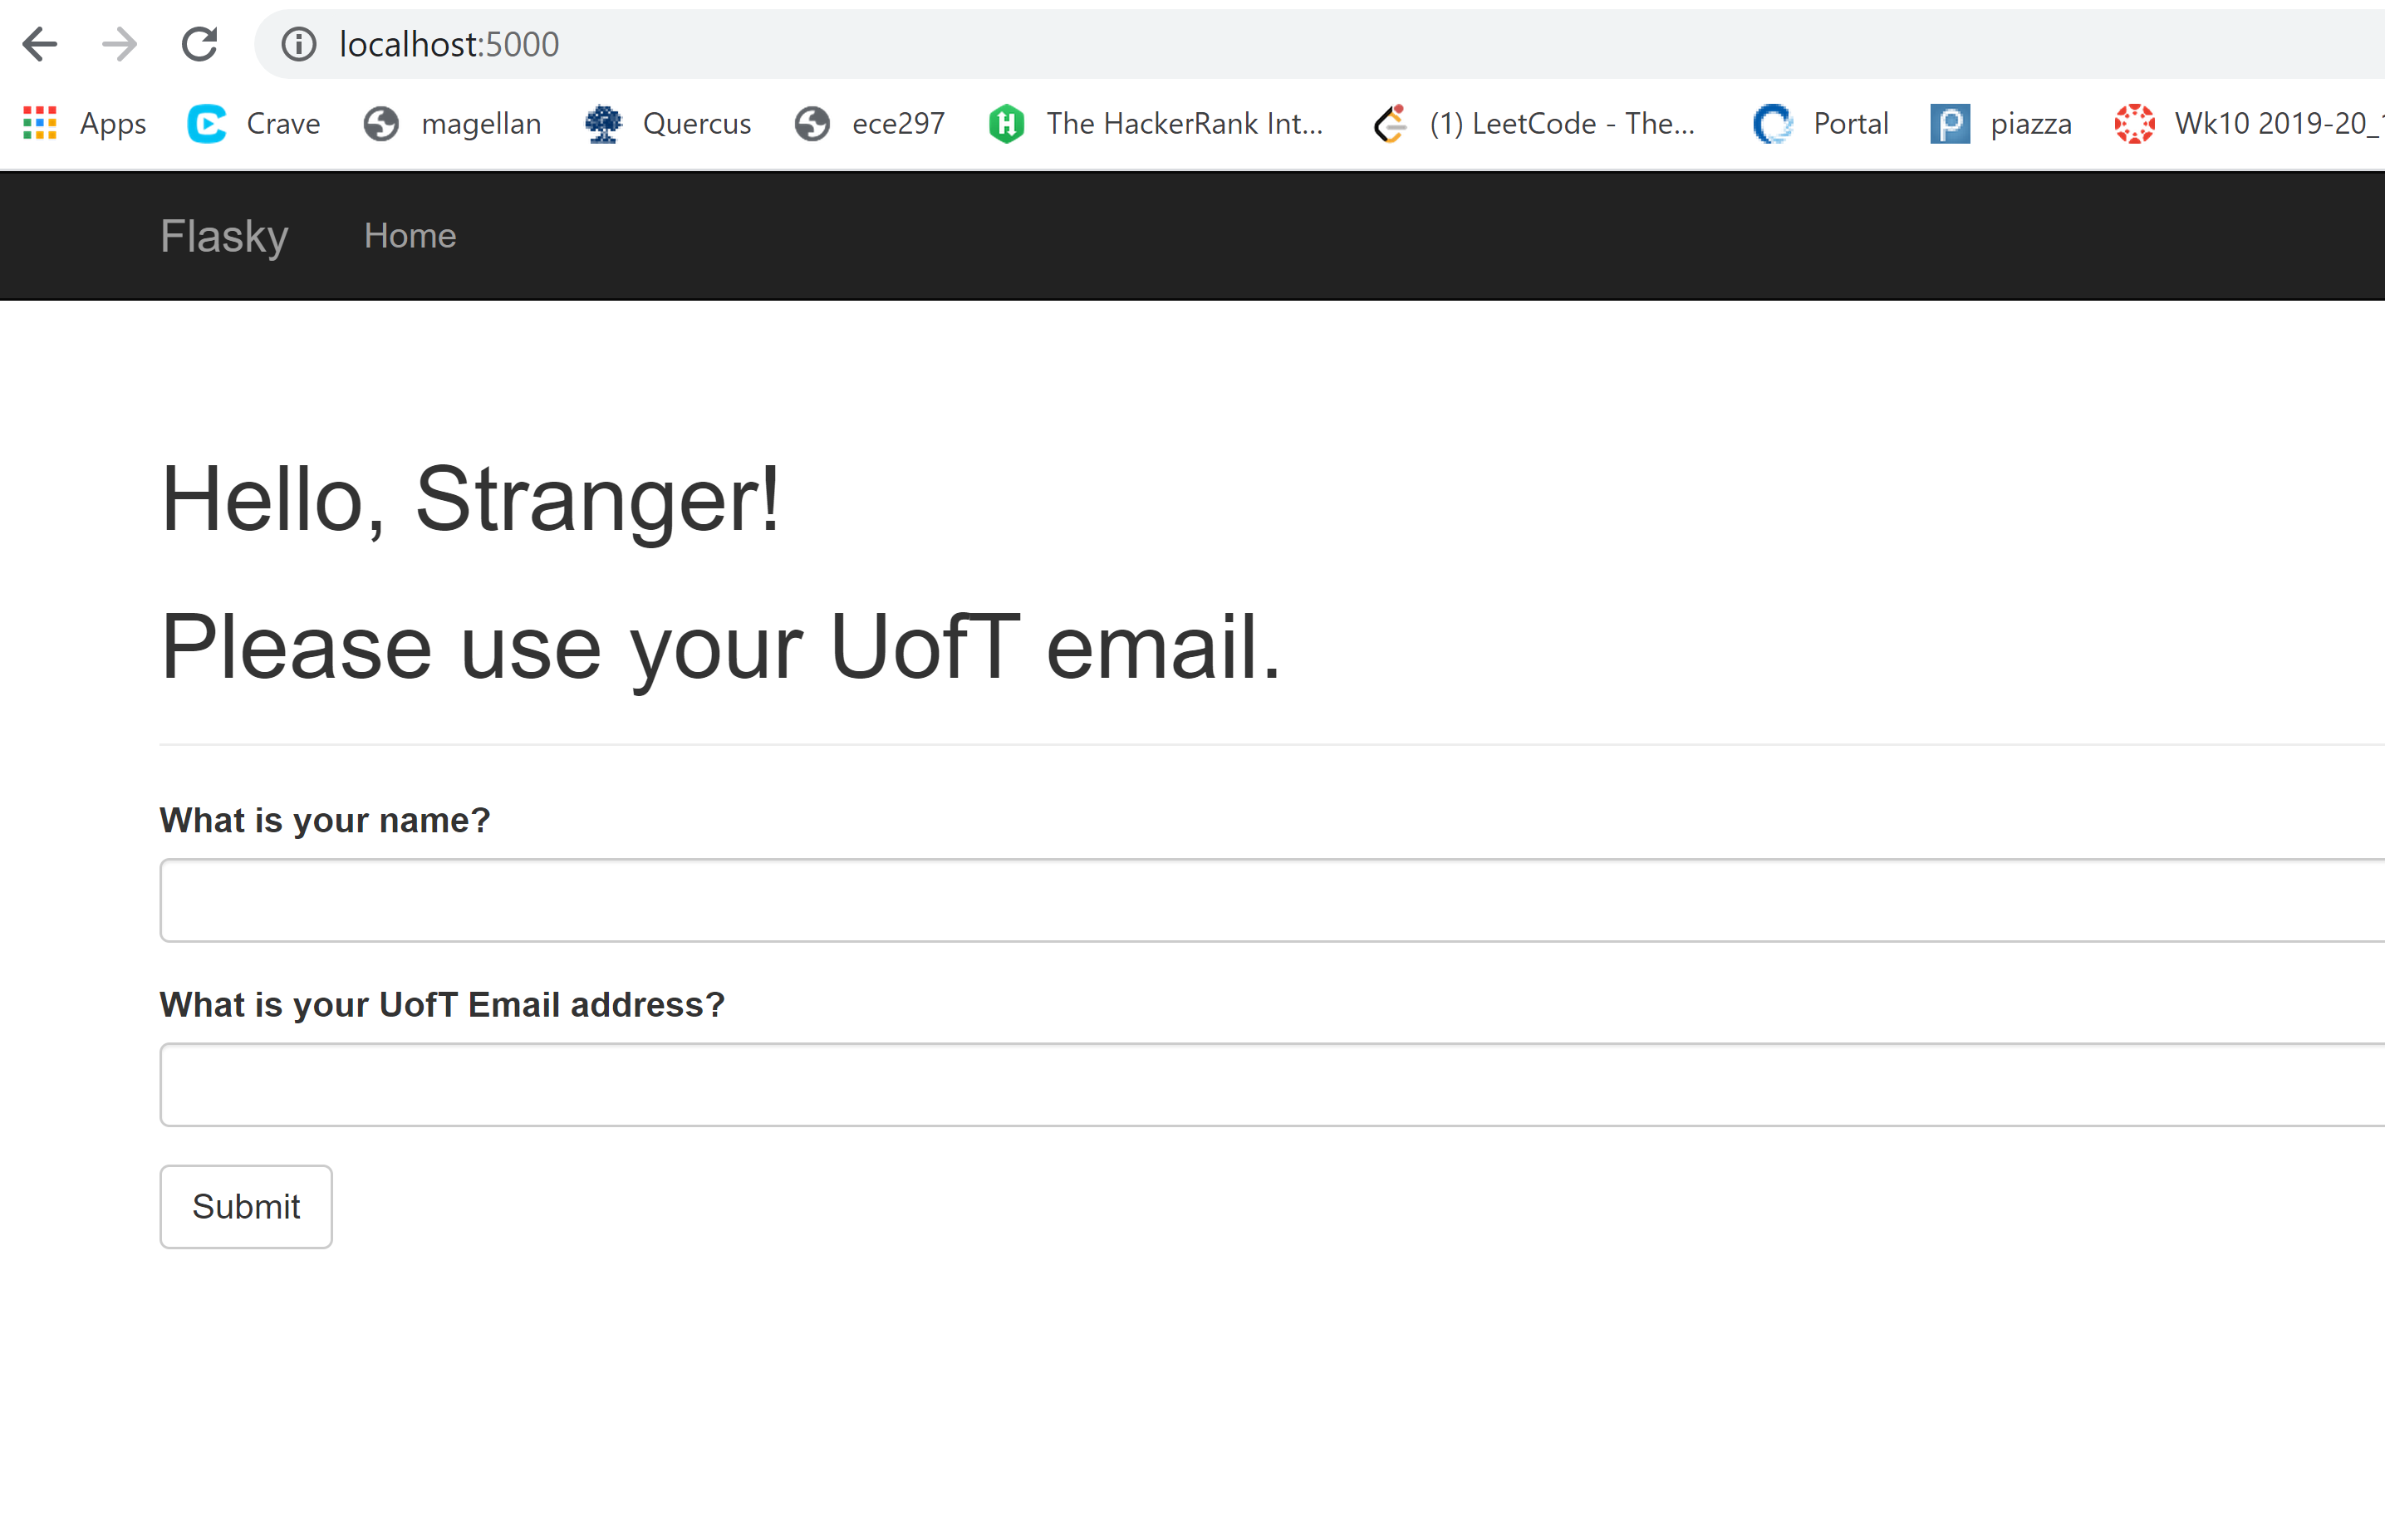 localhost:5000
Apps Crave magellan Quercus ece297 The HackerRank Int... (1) LeetCode - The... Portal piazza Wk10 2019-20_
Flasky Home
Hello, Stranger!
Please use your UofT email.
What is your name?
What is your UofT Email address?
Submit